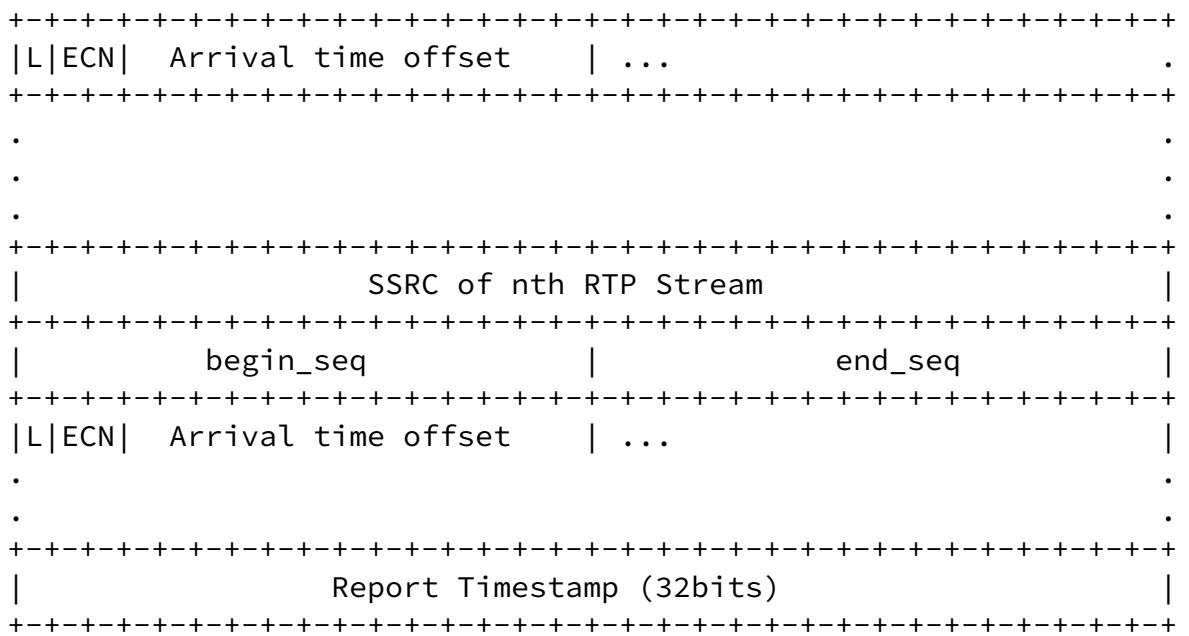 +-+-+-+-+-+-+-+-+-+-+-+-+-+-+-+-+-+-+-+-+-+-+-+-+-+-+-+-+-+-+-+-+
|L|ECN|  Arrival time offset    | ...                           .
+-+-+-+-+-+-+-+-+-+-+-+-+-+-+-+-+-+-+-+-+-+-+-+-+-+-+-+-+-+-+-+-+
.                                                               .
.                                                               .
.                                                               .
+-+-+-+-+-+-+-+-+-+-+-+-+-+-+-+-+-+-+-+-+-+-+-+-+-+-+-+-+-+-+-+-+
|                   SSRC of nth RTP Stream                      |
+-+-+-+-+-+-+-+-+-+-+-+-+-+-+-+-+-+-+-+-+-+-+-+-+-+-+-+-+-+-+-+-+
|          begin_seq            |             end_seq           |
+-+-+-+-+-+-+-+-+-+-+-+-+-+-+-+-+-+-+-+-+-+-+-+-+-+-+-+-+-+-+-+-+
|L|ECN|  Arrival time offset    | ...                           |
.                                                               .
.                                                               .
+-+-+-+-+-+-+-+-+-+-+-+-+-+-+-+-+-+-+-+-+-+-+-+-+-+-+-+-+-+-+-+-+
|                 Report Timestamp (32bits)                     |
+-+-+-+-+-+-+-+-+-+-+-+-+-+-+-+-+-+-+-+-+-+-+-+-+-+-+-+-+-+-+-+-+